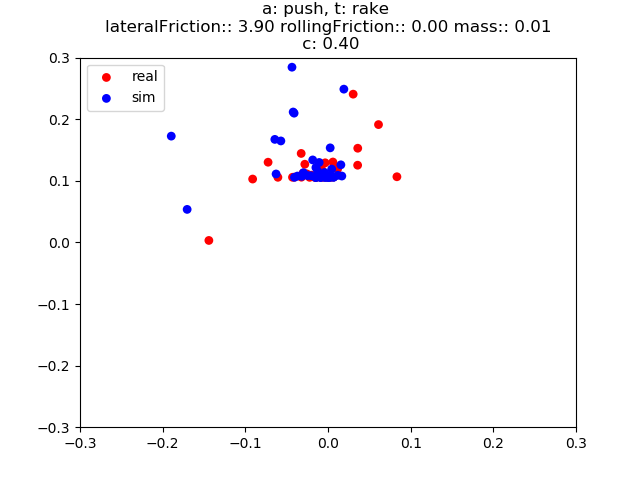 a: push, t: rake
lateralFriction:: 3.90 rollingFriction:: 0.00 mass:: 0.01
c: 0.40
real
sim
0.3
0.2
0.1
0.0
−0.1
−0.2
−0.3
−0.3
−0.2
−0.1
0.0
0.1
0.2
0.3